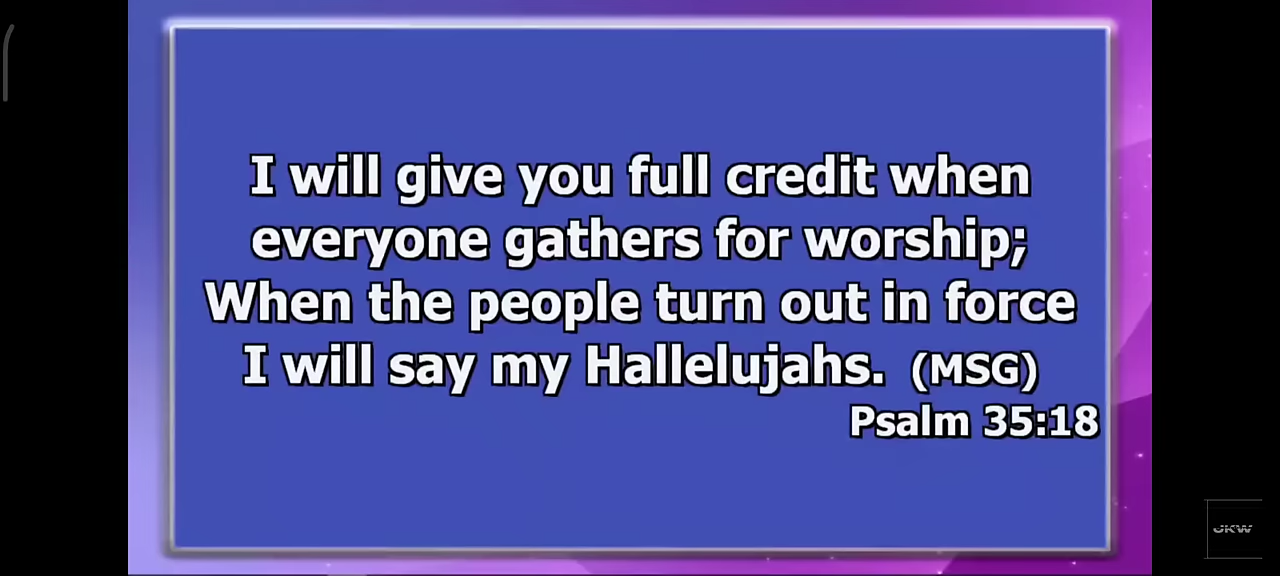 I will give you full credit when
everyone gathers for worship;
When the people turn out in force
I will say my Hallelujahs. (MSG)
Psalm 35:18
JKW